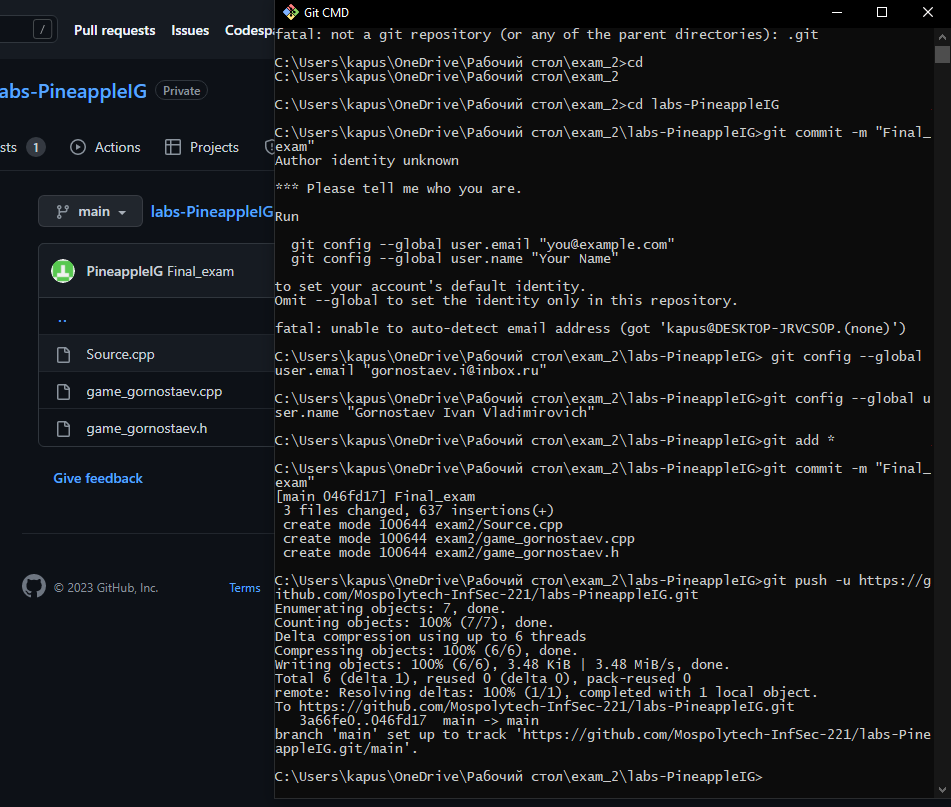 /
Pull requests Issues Codespa
abs-PineappleIG Private
sts 1 Actions Projects
main labs-PineappleIG
PineappleIG Final_exam
..
Source.cpp
game_gornostaev.cpp
game_gornostaev.h
Give feedback
© 2023 GitHub, Inc. Terms
Git CMD
fatal: not a git repository (or any of the parent directories): .git
C:\Users\kapus\OneDrive\Рабочий стол\exam_2>cd
C:\Users\kapus\OneDrive\Рабочий стол\exam_2
C:\Users\kapus\OneDrive\Рабочий стол\exam_2>cd labs-PineappleIG
C:\Users\kapus\OneDrive\Рабочий стол\exam_2\labs-PineappleIG>git commit -m "Final_
exam"
Author identity unknown
*** Please tell me who you are.
Run
git config --global user.email "you@example.com"
git config --global user.name "Your Name"
to set your account's default identity.
Omit --global to set the identity only in this repository.
fatal: unable to auto-detect email address (got 'kapus@DESKTOP-JRVCS0P.(none)')
C:\Users\kapus\OneDrive\Рабочий стол\exam_2\labs-PineappleIG> git config --global
user.email "gornostaev.i@inbox.ru"
C:\Users\kapus\OneDrive\Рабочий стол\exam_2\labs-PineappleIG>git config --global u
ser.name "Gornostaev Ivan Vladimirovich"
C:\Users\kapus\OneDrive\Рабочий стол\exam_2\labs-PineappleIG>git add *
C:\Users\kapus\OneDrive\Рабочий стол\exam_2\labs-PineappleIG>git commit -m "Final_
exam"
[main 046fd17] Final_exam
3 files changed, 637 insertions(+)
create mode 100644 exam2/Source.cpp
create mode 100644 exam2/game_gornostaev.cpp
create mode 100644 exam2/game_gornostaev.h
C:\Users\kapus\OneDrive\Рабочий стол\exam_2\labs-PineappleIG>git push -u https://g
ithub.com/Mospolytech-InfSec-221/labs-PineappleIG.git
Enumerating objects: 7, done.
Counting objects: 100% (7/7), done.
Delta compression using up to 6 threads
Compressing objects: 100% (6/6), done.
Writing objects: 100% (6/6), 3.48 KiB | 3.48 MiB/s, done.
Total 6 (delta 1), reused 0 (delta 0), pack-reused 0
remote: Resolving deltas: 100% (1/1), completed with 1 local object.
To https://github.com/Mospolytech-InfSec-221/labs-PineappleIG.git
3a66fe0..046fd17 main -> main
branch 'main' set up to track 'https://github.com/Mospolytech-InfSec-221/labs-Pine
appleIG.git/main'.
C:\Users\kapus\OneDrive\Рабочий стол\exam_2\labs-PineappleIG>